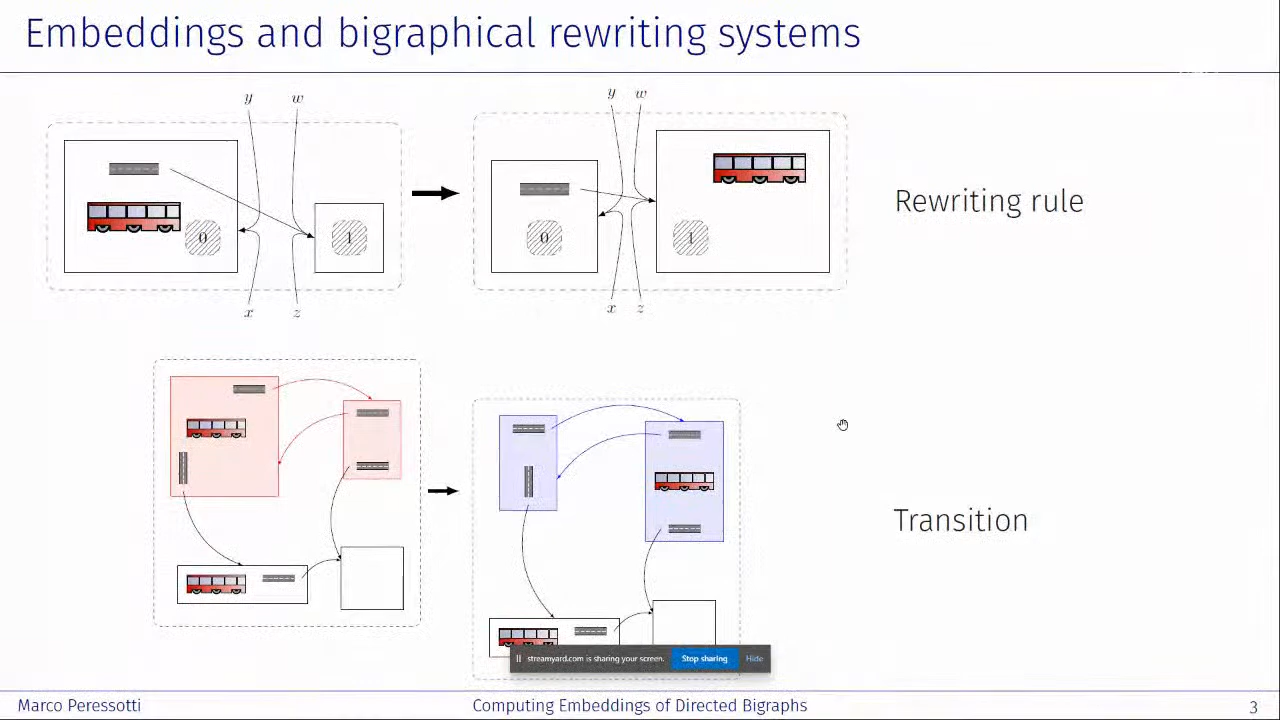 Embeddings and bigraphical rewriting systems
y w
y w
0 1
0 1
Rewriting rule
x z
x z
Transition
streamyard.com is sharing your screen. Stop sharing Hide
Marco Peressotti Computing Embeddings of Directed Bigraphs 3